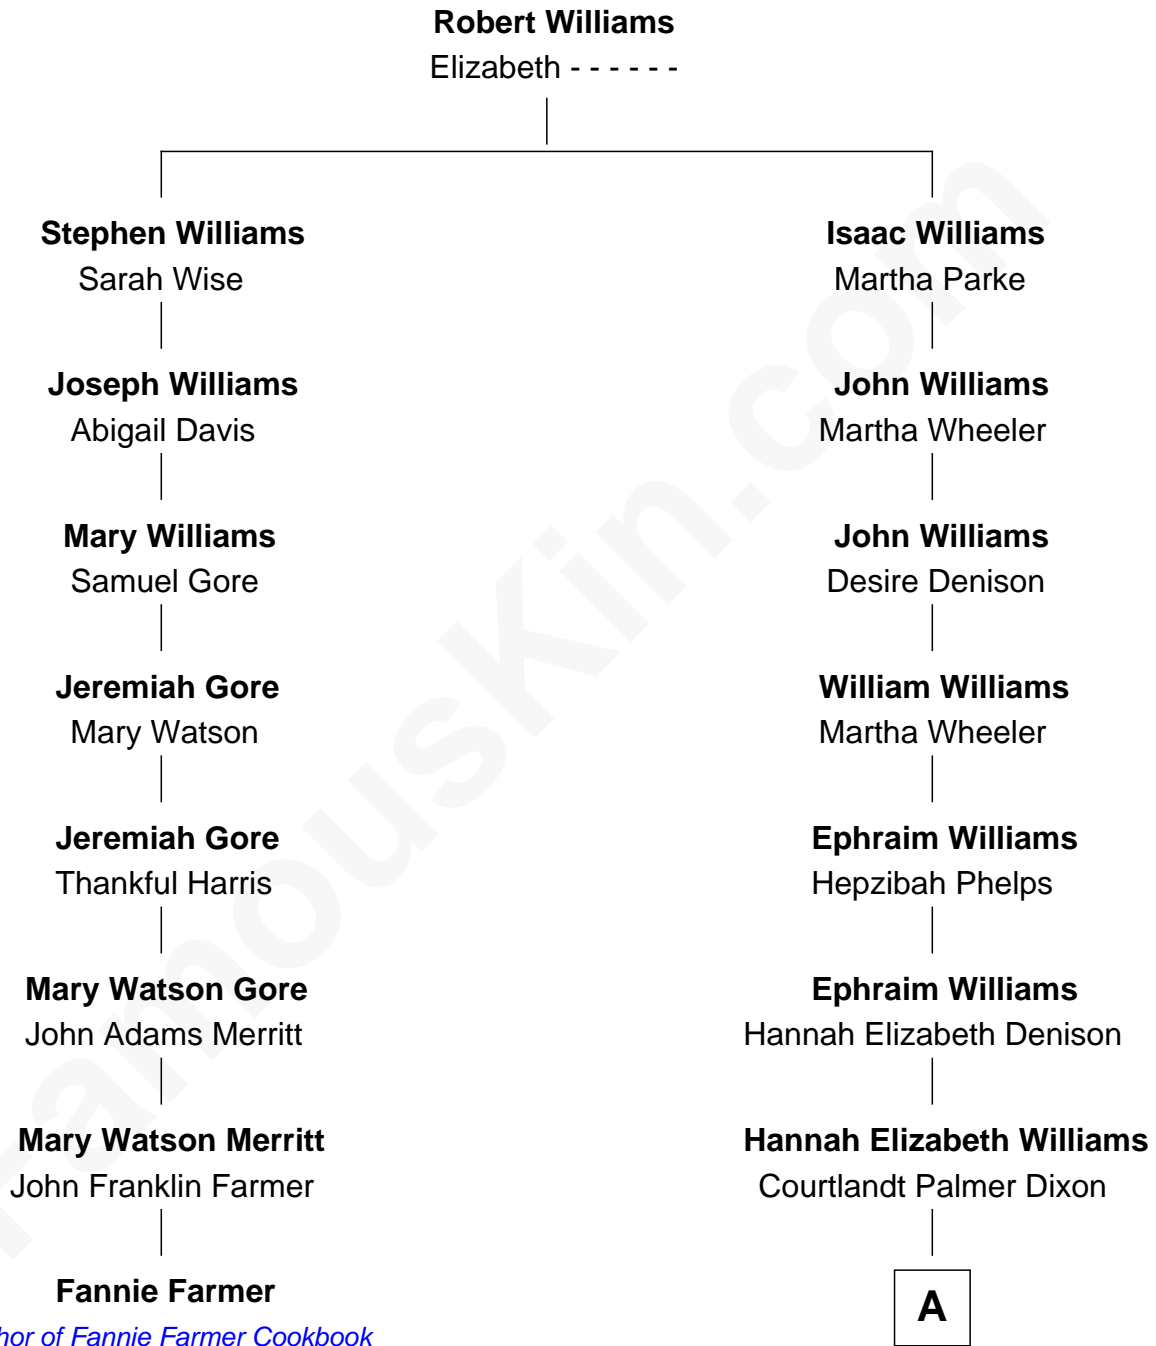 Robert Williams
Elizabeth - - - - - -
Stephen Williams
Sarah Wise
Isaac Williams
Martha Parke
Joseph Williams
Abigail Davis
John Williams
Martha Wheeler
Mary Williams
Samuel Gore
John Williams
Desire Denison
Jeremiah Gore
Mary Watson
William Williams
Martha Wheeler
Jeremiah Gore
Thankful Harris
Ephraim Williams
Hepzibah Phelps
Mary Watson Gore
John Adams Merritt
Ephraim Williams
Hannah Elizabeth Denison
Mary Watson Merritt
John Franklin Farmer
Hannah Elizabeth Williams
Courtlandt Palmer Dixon
Fannie Farmer
hor of Fannie Farmer Cookbook
A
FamousKin.com